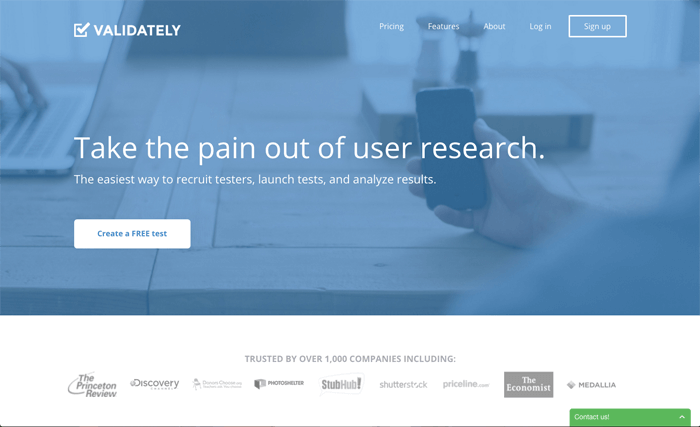 VALIDATELY
Pricing
Features
About
Log in
Sign up
Take the pain out of user research.
The easiest way to recruit testers, launch tests, and analyze results.
Create a FREE test
TRUSTED BY OVER 1,000 COMPANIES INCLUDING:
The
Princeton
Review
Discovery
DonorsChoose.org
PHOTOSHELTER
StubHub!
shutterstock
priceline.com
The
Economist
MEDALLIA
Contact us!